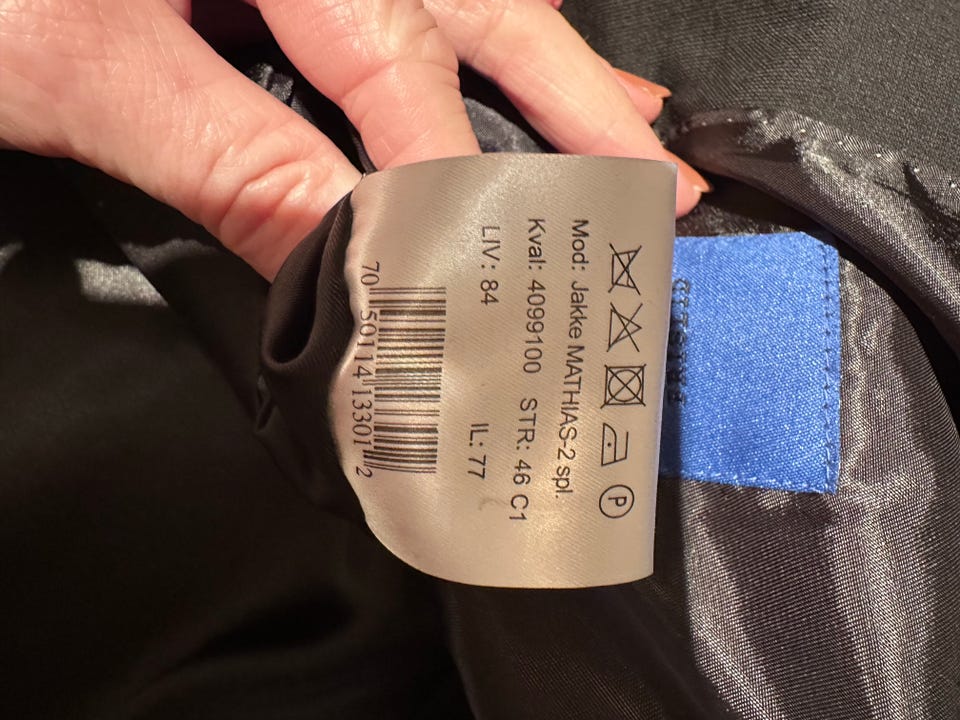 P
Mod: Jakke MATHIAS-2 spl.
Kval: 4099100 STR: 46 C1
LIV: 84 IL: 77
70 50114 13301 2